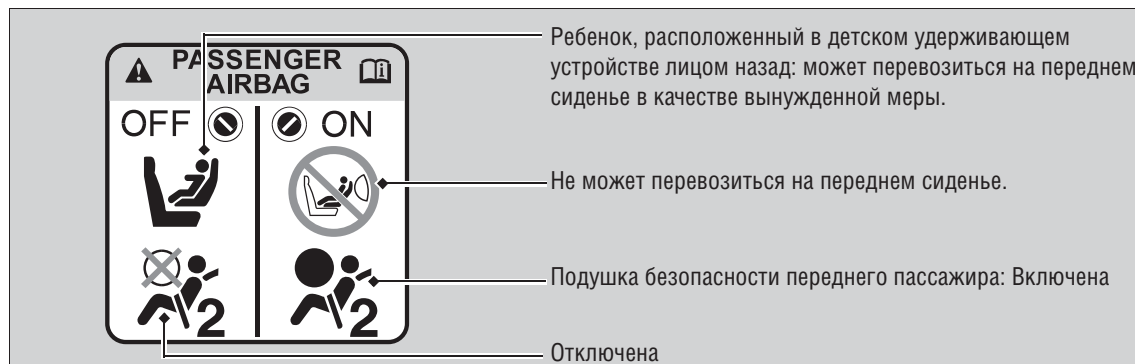 PASSENGER
AIRBAG
OFF ON
2 2
Ребенок, расположенный в детском удерживающем
устройстве лицом назад: может перевозиться на переднем
сиденье в качестве вынужденной меры.
Не может перевозиться на переднем сиденье.
Подушка безопасности переднего пассажира: Включена
Отключена